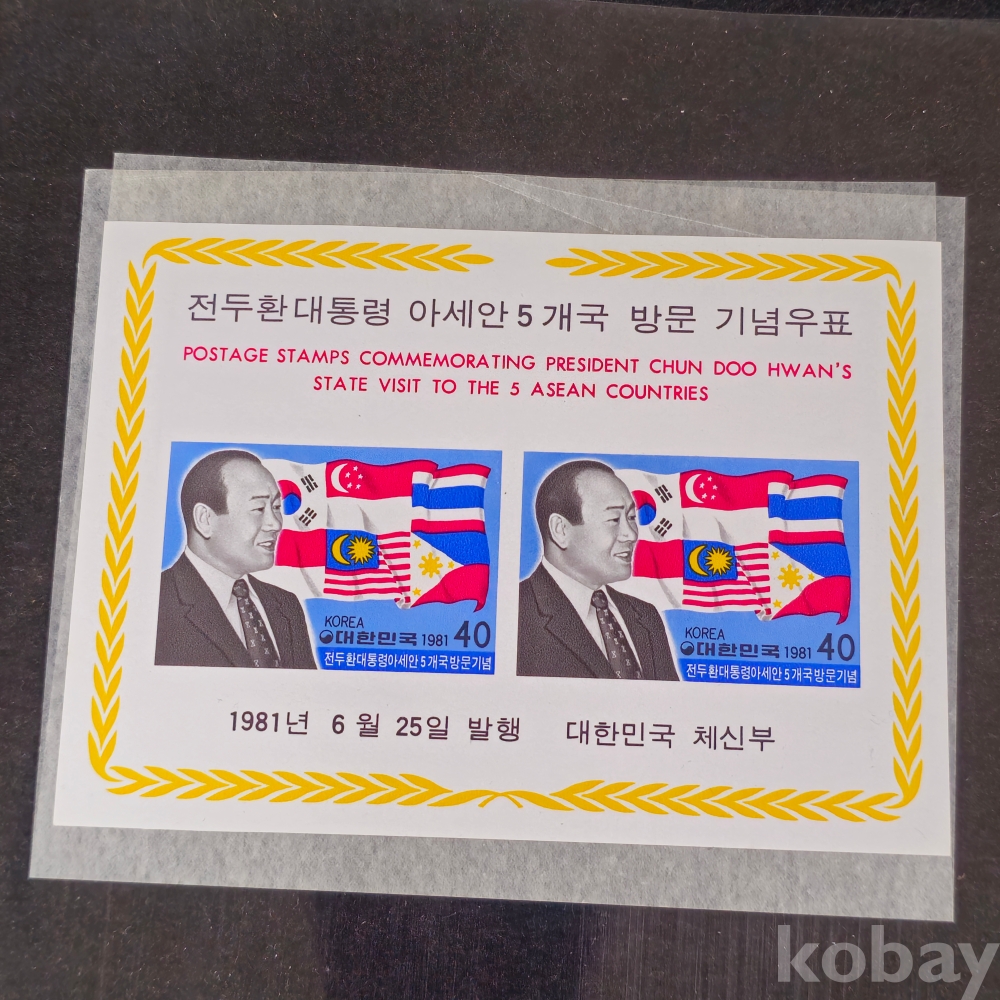 전두환대통령 아세안 5 개국 방문 기념우표
POSTAGE STAMPS COMMEMORATING PRESIDENT CHUN DOO HWAN'S
STATE VISIT TO THE 5 ASEAN COUNTRIES
KOREA
대한민국 1981 40
전두환대통령아세안5개국방문기념
KOREA
대한민국 1981 40
전두환대통령아세안5개국방문기념
1981년 6 월 25일 발행 대한민국 체신부
kobay